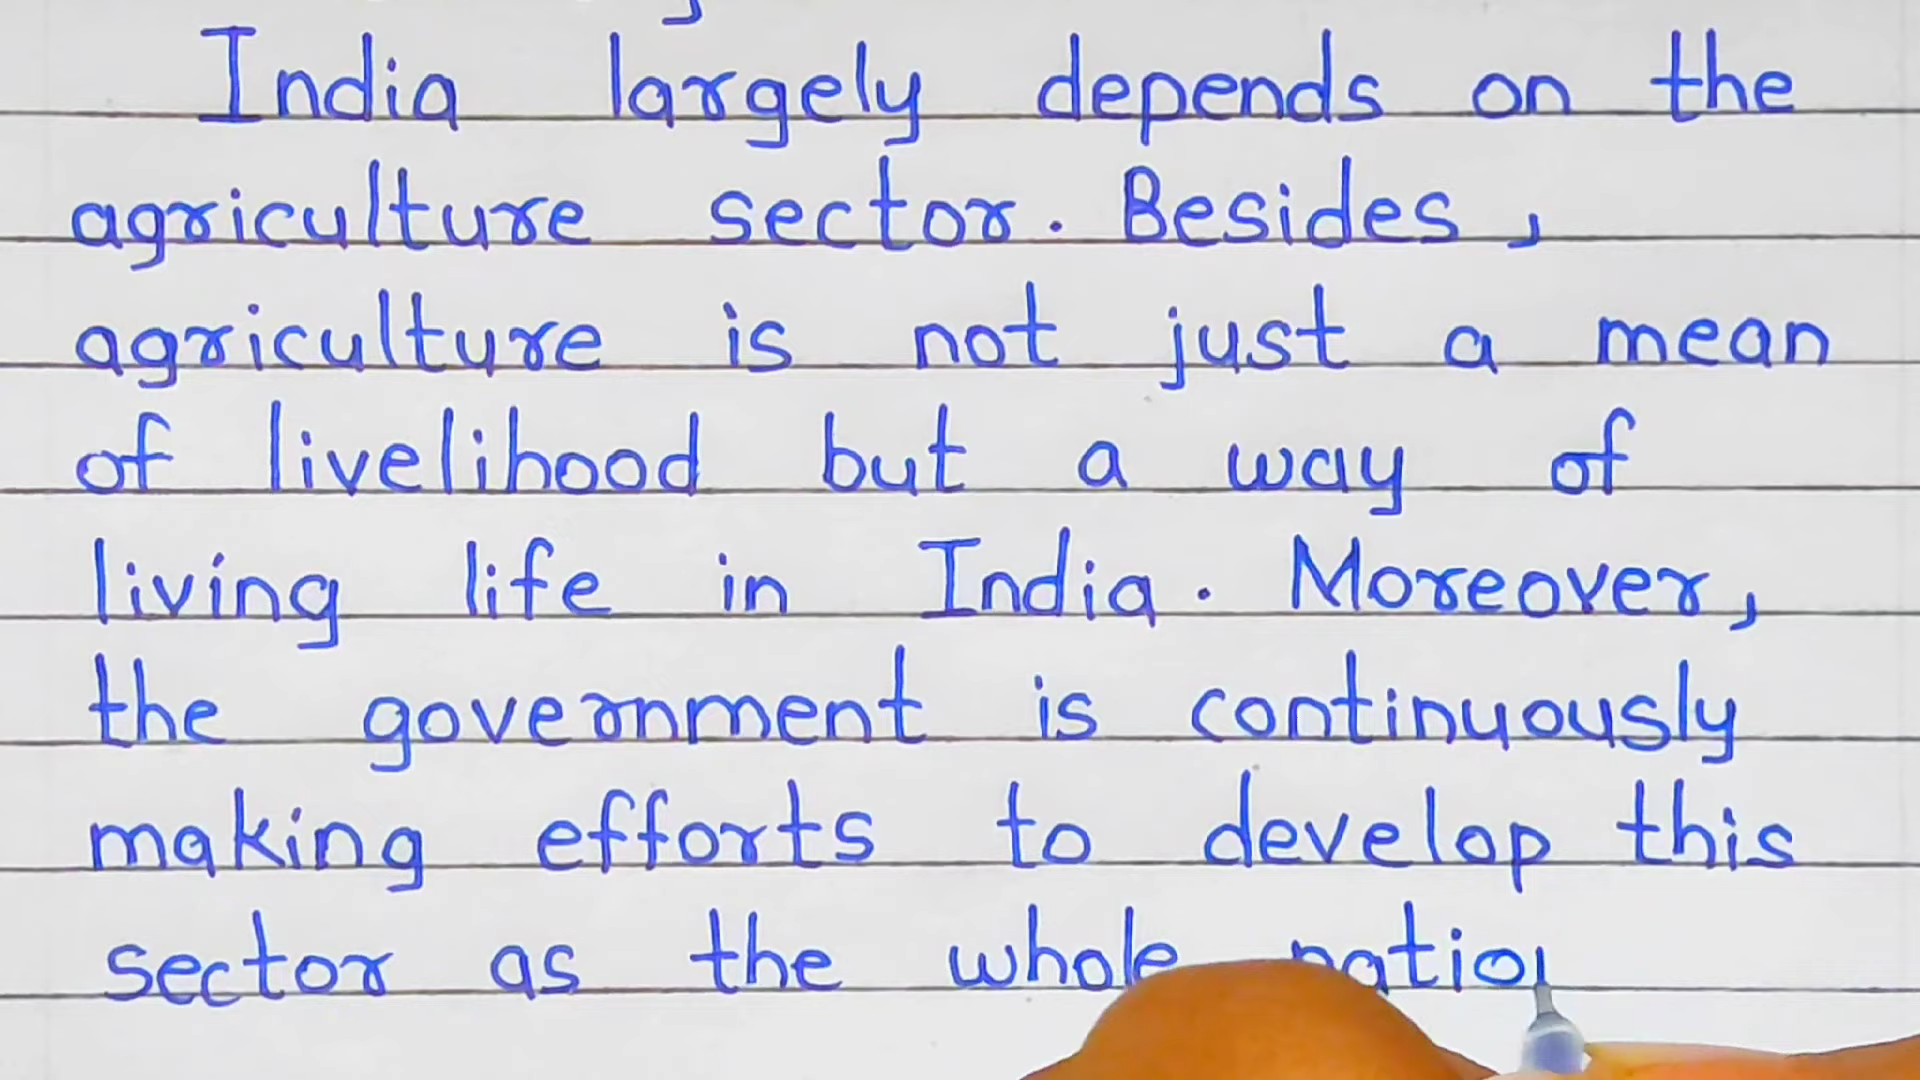 India largely depends on the
agriculture sector. Besides,
agriculture is not just a mean
of livelihood but a way of
living life in India. Moreover,
the government is continuously
making efforts to develop this
sector as the whole